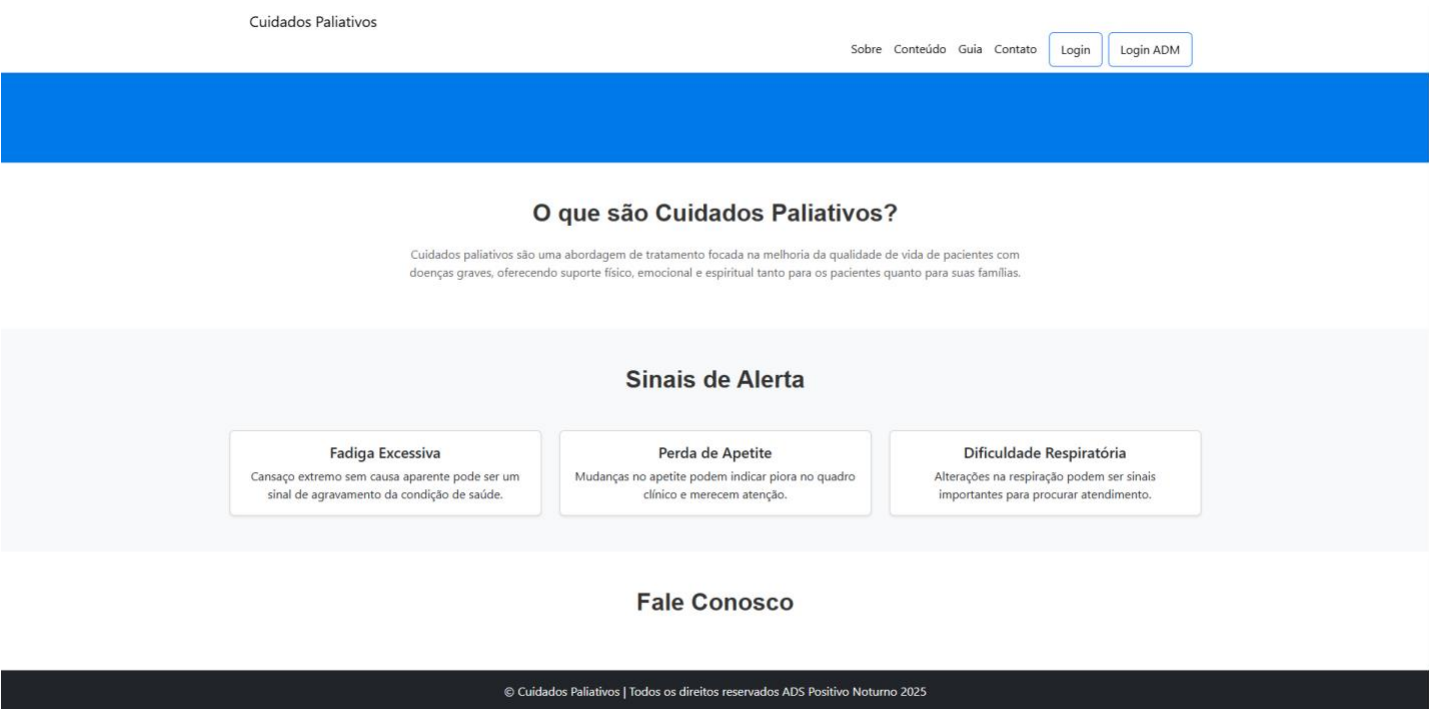 Cuidados Paliativos
Sobre Conteúdo Guia Contato Login Login ADM
O que são Cuidados Paliativos?
Cuidados paliativos são uma abordagem de tratamento focada na melhoria da qualidade de vida de pacientes com
doenças graves, oferecendo suporte físico, emocional e espiritual tanto para os pacientes quanto para suas famílias.
Sinais de Alerta
Fadiga Excessiva
Cansaço extremo sem causa aparente pode ser um
sinal de agravamento da condição de saúde.
Perda de Apetite
Mudanças no apetite podem indicar piora no quadro
clínico e merecem atenção.
Dificuldade Respiratória
Alterações na respiração podem ser sinais
importantes para procurar atendimento.
Fale Conosco
© Cuidados Paliativos | Todos os direitos reservados ADS Positivo Noturno 2025